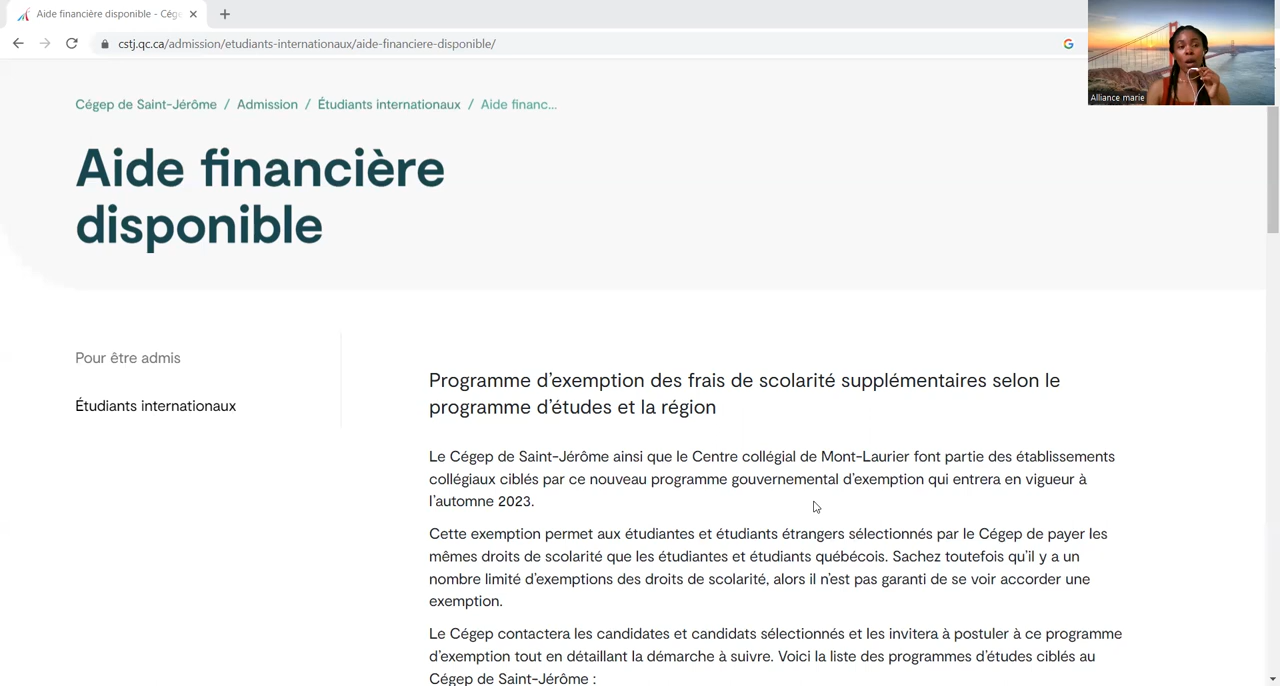 Aide financière disponible - Cég
cstj.qc.ca/admission/etudiants-internationaux/aide-financiere-disponible/
Alliance marie
Cégep de Saint-Jérôme / Admission / Étudiants internationaux / Aide financ...
Aide financière
disponible
Pour être admis
Étudiants internationaux
Programme d'exemption des frais de scolarité supplémentaires selon le
programme d'études et la région
Le Cégep de Saint-Jérôme ainsi que le Centre collégial de Mont-Laurier font partie des établissements
collégiaux ciblés par ce nouveau programme gouvernemental d'exemption qui entrera en vigueur à
l'automne 2023.
Cette exemption permet aux étudiantes et étudiants étrangers sélectionnés par le Cégep de payer les
mêmes droits de scolarité que les étudiantes et étudiants québécois. Sachez toutefois qu'il y a un
nombre limité d'exemptions des droits de scolarité, alors il n'est pas garanti de se voir accorder une
exemption.
Le Cégep contactera les candidates et candidats sélectionnés et les invitera à postuler à ce programme
d'exemption tout en détaillant la démarche à suivre. Voici la liste des programmes d'études ciblés au
Cégep de Saint-Jérôme :